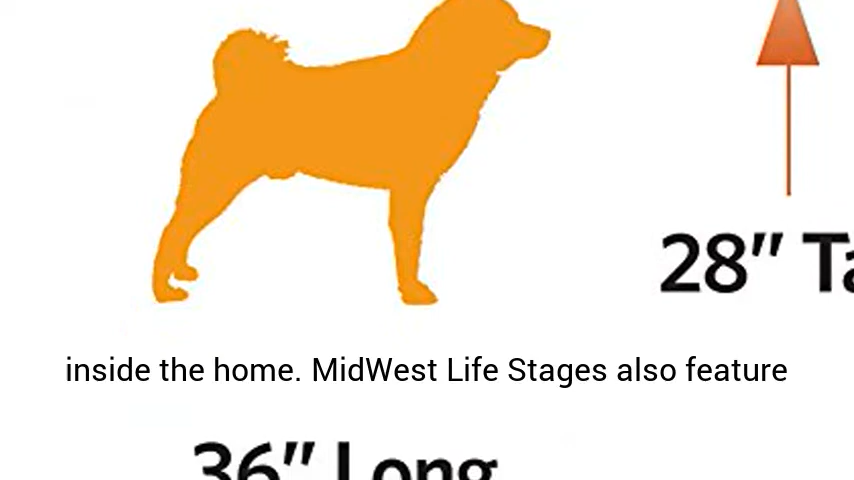 28" Ta
inside the home. MidWest Life Stages also feature
36" Long